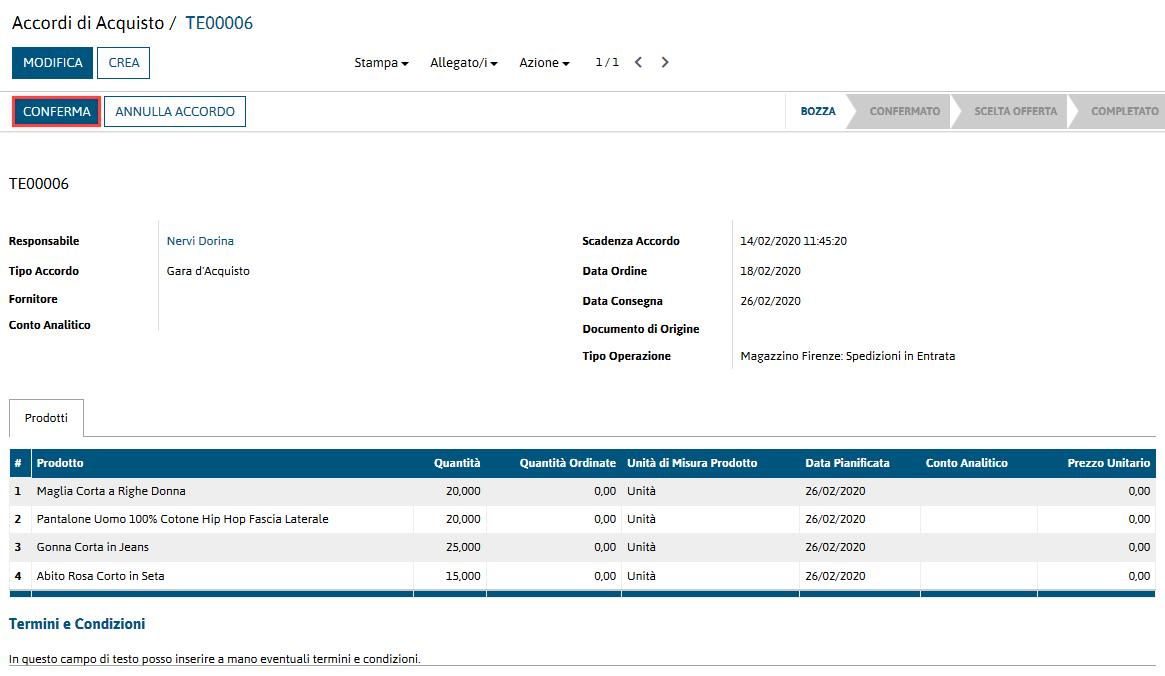 Accordi di Acquisto / TE00006
MODIFICA CREA Stampa Allegato/i Azione 1 / 1
CONFERMA ANNULLA ACCORDO BOZZA CONFERMATO SCELTA OFFERTA COMPLETATO
TE00006
Responsabile Nervi Dorina Scadenza Accordo 14/02/2020 11:45:20
Tipo Accordo Gara d'Acquisto Data Ordine 18/02/2020
Fornitore Data Consegna 26/02/2020
Conto Analitico Documento di Origine
Tipo Operazione Magazzino Firenze: Spedizioni in Entrata
Prodotti
# Prodotto Quantità Quantità Ordinate Unità di Misura Prodotto Data Pianificata Conto Analitico Prezzo Unitario
1 Maglia Corta a Righe Donna 20,000 0,00 Unità 26/02/2020 0,00
2 Pantalone Uomo 100% Cotone Hip Hop Fascia Laterale 20,000 0,00 Unità 26/02/2020 0,00
3 Gonna Corta in Jeans 25,000 0,00 Unità 26/02/2020 0,00
4 Abito Rosa Corto in Seta 15,000 0,00 Unità 26/02/2020 0,00
Termini e Condizioni
In questo campo di testo posso inserire a mano eventuali termini e condizioni.